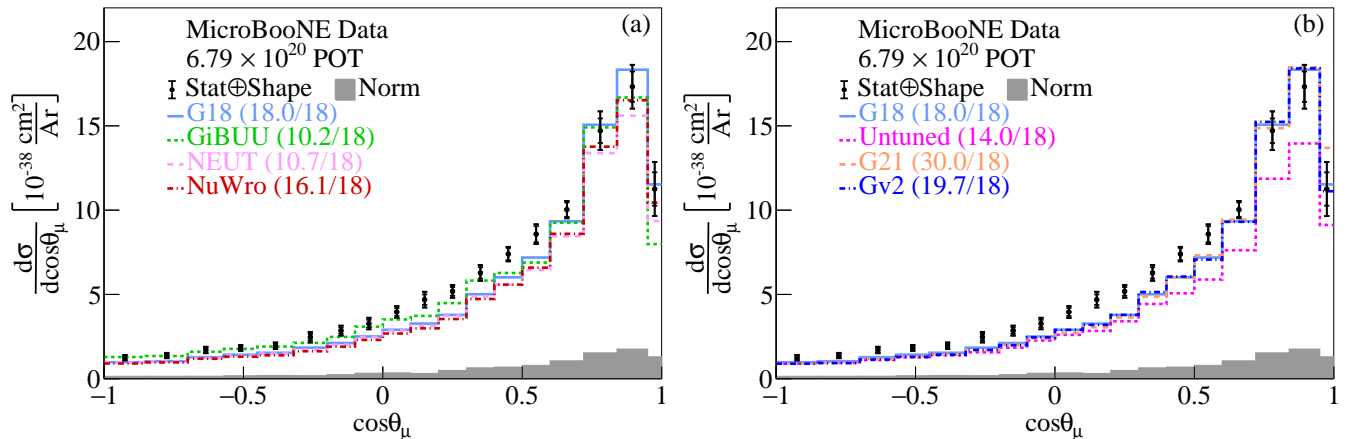 (a)
MicroBooNE Data
6.79 × 10²⁰ POT
Stat⊕Shape Norm
G18 (18.0/18)
GiBUU (10.2/18)
NEUT (10.7/18)
NuWro (16.1/18)
dσ/dcosθμ [10⁻³⁸ cm²/Ar]
20
15
10
5
0
−1 −0.5 0 0.5 1
cosθμ
(b)
MicroBooNE Data
6.79 × 10²⁰ POT
Stat⊕Shape Norm
G18 (18.0/18)
Untuned (14.0/18)
G21 (30.0/18)
Gv2 (19.7/18)
dσ/dcosθμ [10⁻³⁸ cm²/Ar]
20
15
10
5
0
−1 −0.5 0 0.5 1
cosθμ